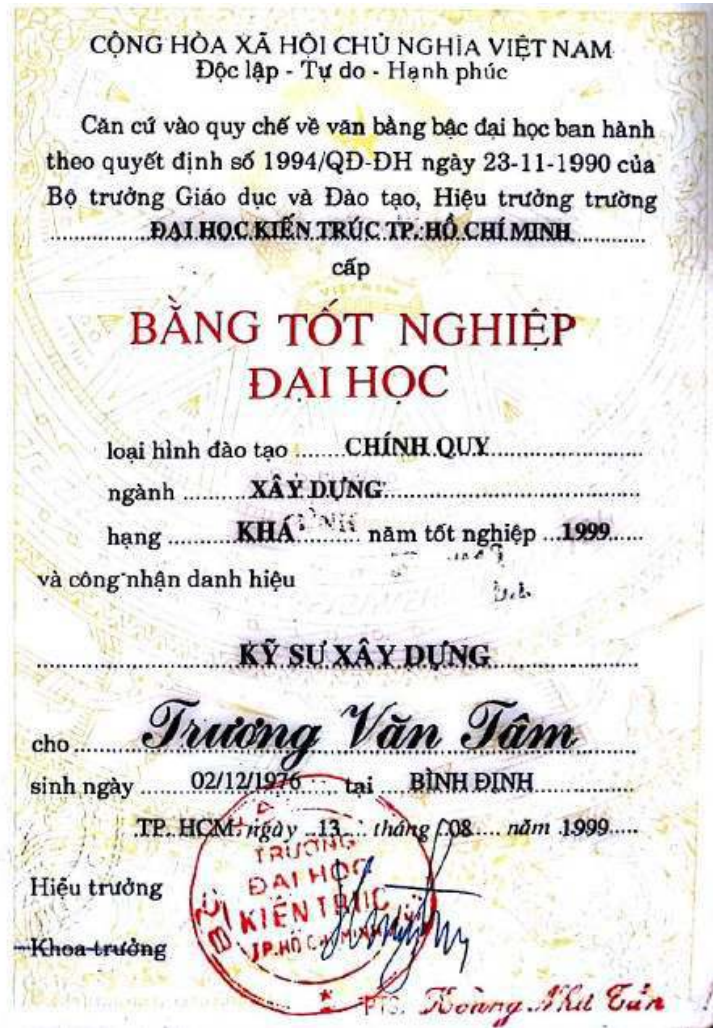 CỘNG HÒA XÃ HỘI CHỦ NGHĨA VIỆT NAM
Độc lập - Tự do - Hạnh phúc
Căn cứ vào quy chế về văn bằng bậc đại học ban hành
theo quyết định số 1994/QĐ-ĐH ngày 23-11-1990 của
Bộ trưởng Giáo dục và Đào tạo, Hiệu trưởng trường
ĐẠI HỌC KIẾN TRÚC TP. HỒ CHÍ MINH
cấp
BẰNG TỐT NGHIỆP
ĐẠI HỌC
loại hình đào tạo ...... CHÍNH QUY
ngành ......... XÂY DỰNG
hạng ......... KHÁ ......... năm tốt nghiệp ... 1999
và công nhận danh hiệu
KỸ SƯ XÂY DỰNG
cho ......... Trương Văn Tâm
sinh ngày ...... 02/12/1976 ...... tại .... BÌNH ĐỊNH
TP. HCM, ngày ..13.... tháng ..08.... năm .1999.....
TRƯỜNG
ĐẠI HỌC
KIẾN TRÚC
TP.HỒ CHÍ MINH
Hiệu trưởng
Khoa trưởng
PTS. Hoàng Như Tấn